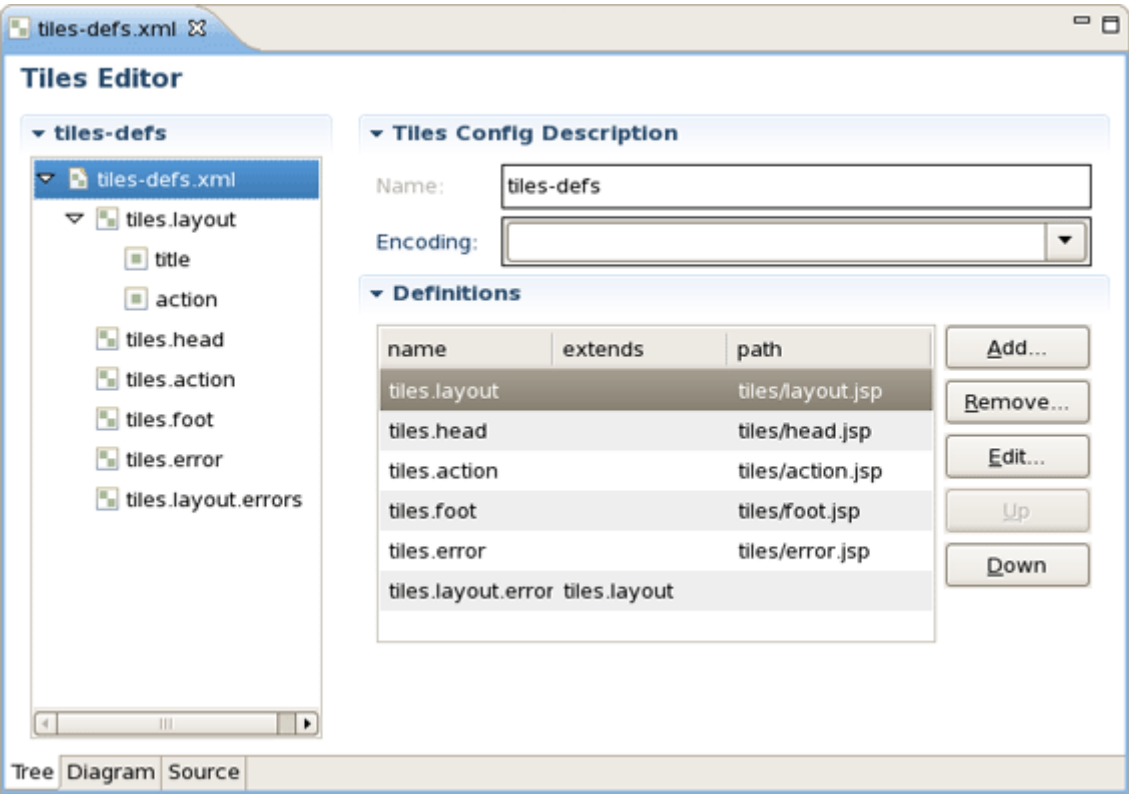 tiles-defs.xml
Tiles Editor
tiles-defs
tiles-defs.xml
tiles.layout
title
action
tiles.head
tiles.action
tiles.foot
tiles.error
tiles.layout.errors
Tiles Config Description
Name: tiles-defs
Encoding:
Definitions
name extends path
tiles.layout tiles/layout.jsp
tiles.head tiles/head.jsp
tiles.action tiles/action.jsp
tiles.foot tiles/foot.jsp
tiles.error tiles/error.jsp
tiles.layout.error tiles.layout
Add...
Remove...
Edit...
Up
Down
Tree Diagram Source